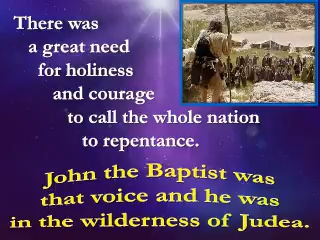 There was
a great need
for holiness
and courage
to call the whole nation
to repentance.
John the Baptist was
that voice and he was
in the wilderness of Judea.